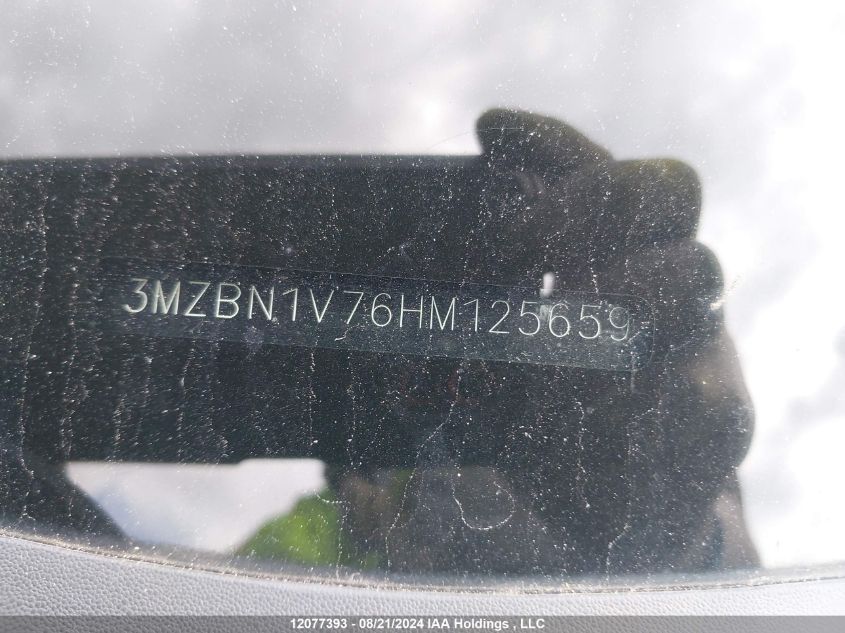 3MZBN1V76HM125659
12077393 - 08/21/2024 IAA Holdings , LLC